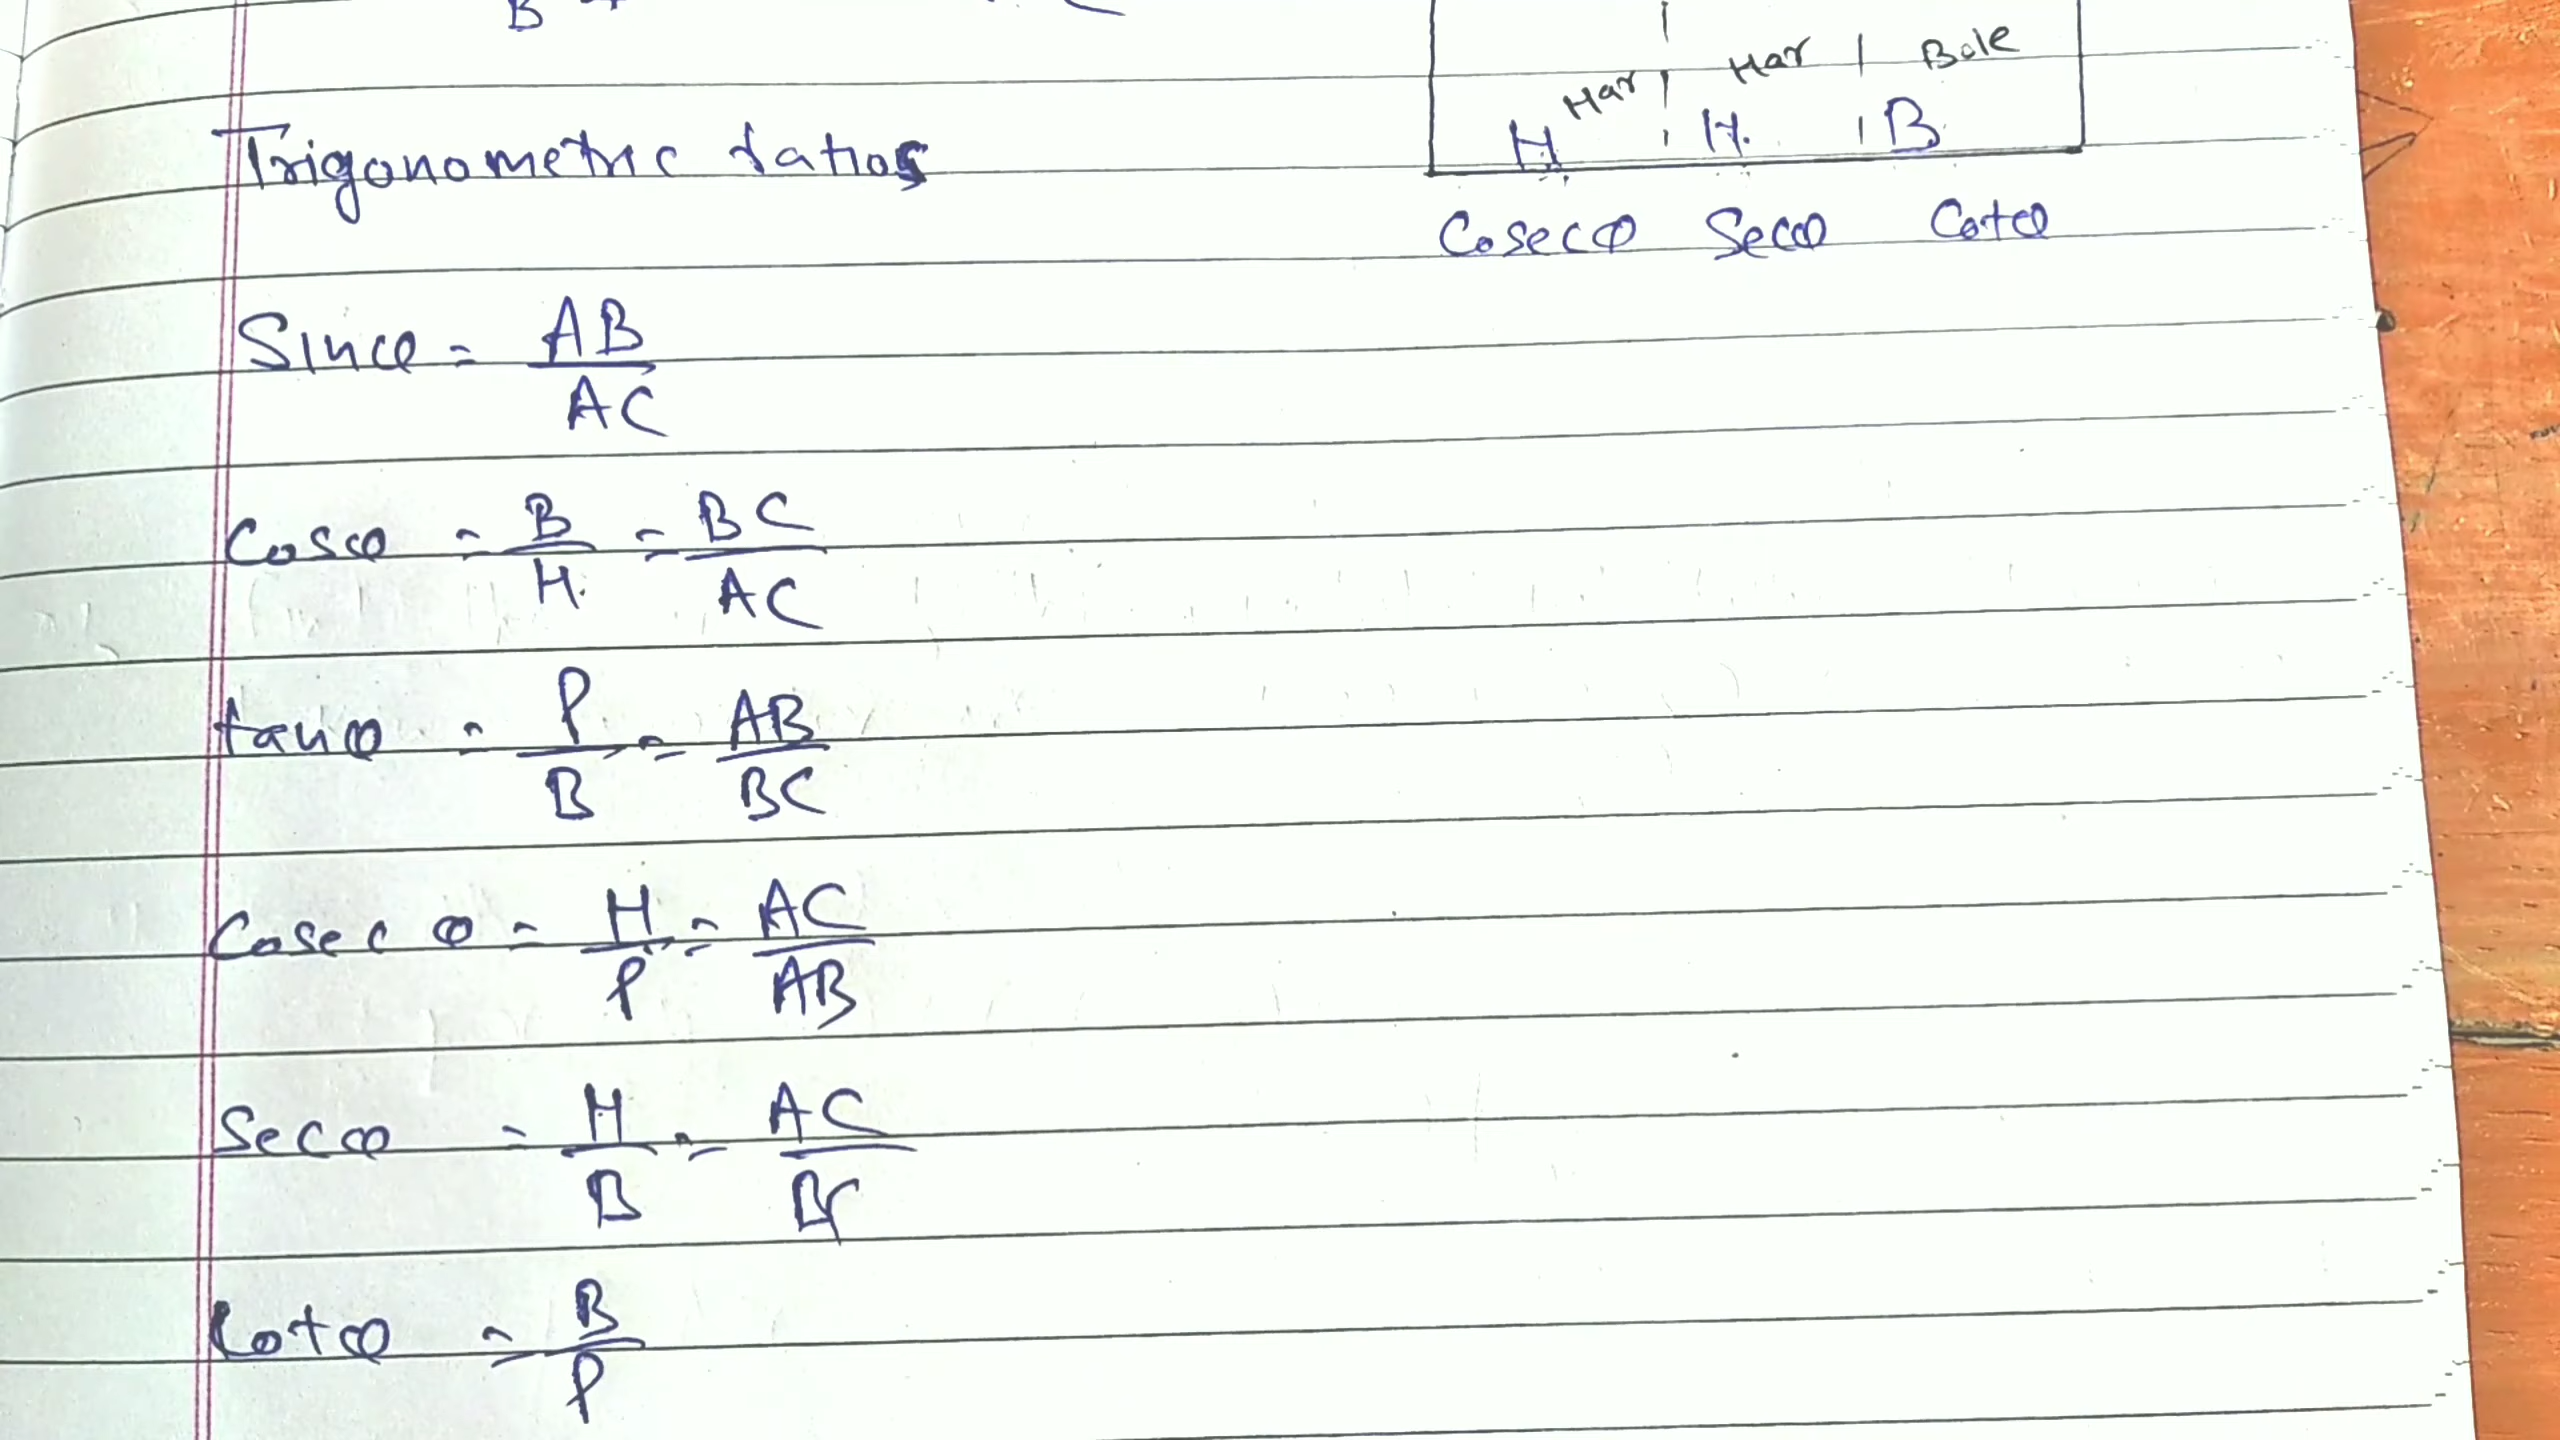 B
Har | Har | Bole
H | H. | B
Trigonometric ratios
Cosecθ Secθ Cotθ
Sinθ = AB/AC
Cosθ = B/H = BC/AC
tanθ = P/B = AB/BC
Cosec θ = H/P = AC/AB
Secθ = H/B = AC/BC
Cotθ = B/P